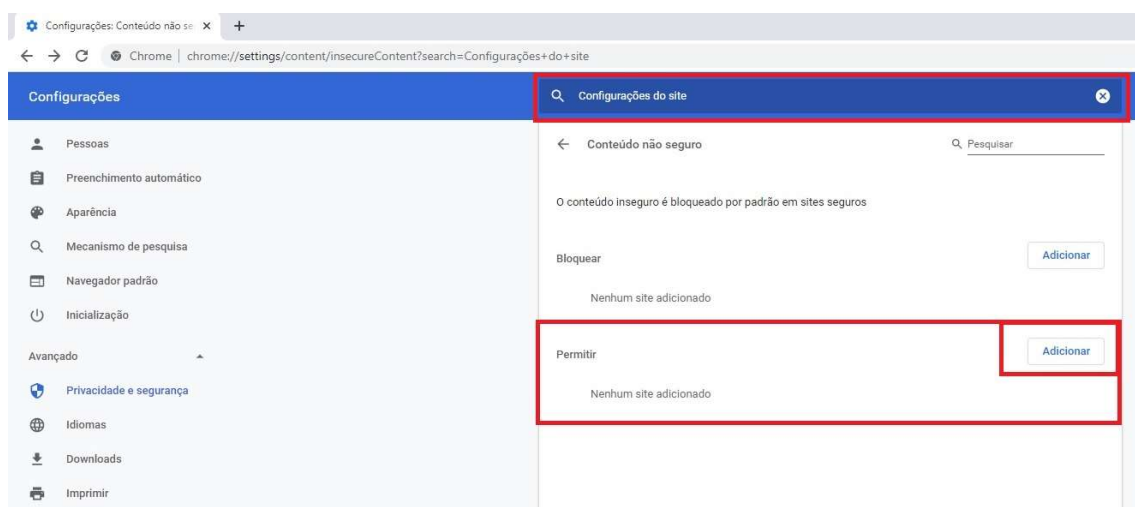 Configurações: Conteúdo não se
Chrome | chrome://settings/content/insecureContent?search=Configurações+do+site
Configurações
Configurações do site
Pessoas
Preenchimento automático
Aparência
Mecanismo de pesquisa
Navegador padrão
Inicialização
Avançado
Privacidade e segurança
Idiomas
Downloads
Imprimir
Conteúdo não seguro
Pesquisar
O conteúdo inseguro é bloqueado por padrão em sites seguros
Bloquear
Adicionar
Nenhum site adicionado
Permitir
Adicionar
Nenhum site adicionado